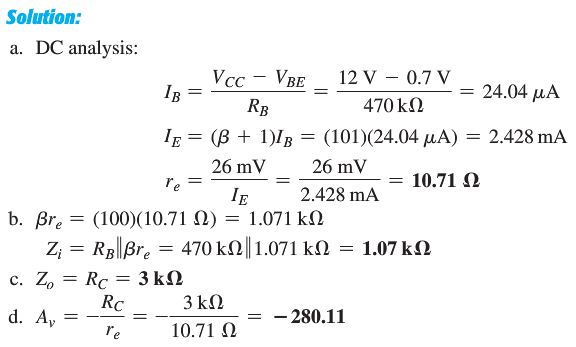 Solution:
a. DC analysis:
I_B = (V_CC − V_BE)/R_B = (12 V − 0.7 V)/(470 kΩ) = 24.04 μA
I_E = (β + 1)I_B = (101)(24.04 μA) = 2.428 mA
r_e = (26 mV)/(I_E) = (26 mV)/(2.428 mA) = 10.71 Ω
b. βr_e = (100)(10.71 Ω) = 1.071 kΩ
Z_i = R_B‖βr_e = 470 kΩ‖1.071 kΩ = 1.07 kΩ
c. Z_o = R_C = 3 kΩ
d. A_v = −R_C/r_e = −(3 kΩ)/(10.71 Ω) = −280.11